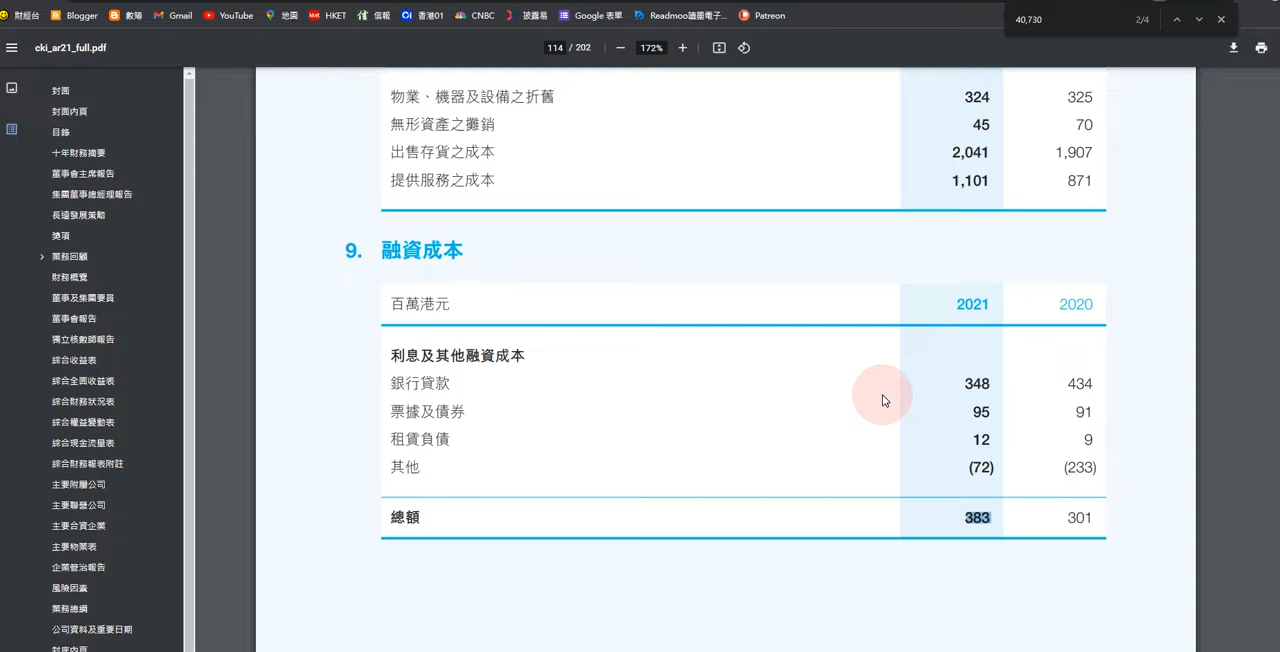 財經台 Blogger 數簿 Gmail YouTube 地圖 HKET 信報 香港01 CNBC 披露易 Google 表單 Readmoo讀墨電子... Patreon
40,730 2/4
cki_ar21_full.pdf 114 / 202 172%
封面
封面內頁
目錄
十年財務摘要
董事會主席報告
集團董事總經理報告
長遠發展策略
獎項
業務回顧
財務概覽
董事及集團要員
董事會報告
獨立核數師報告
綜合收益表
綜合全面收益表
綜合財務狀況表
綜合權益變動表
綜合現金流量表
綜合財務報表附註
主要附屬公司
主要聯營公司
主要合資企業
主要物業表
企業管治報告
風險因素
業務總網
公司資料及重要日期
封底內頁
物業、機器及設備之折舊 324 325
無形資產之攤銷 45 70
出售存貨之成本 2,041 1,907
提供服務之成本 1,101 871
9. 融資成本
百萬港元 2021 2020
利息及其他融資成本
銀行貸款 348 434
票據及債券 95 91
租賃負債 12 9
其他 (72) (233)
總額 383 301